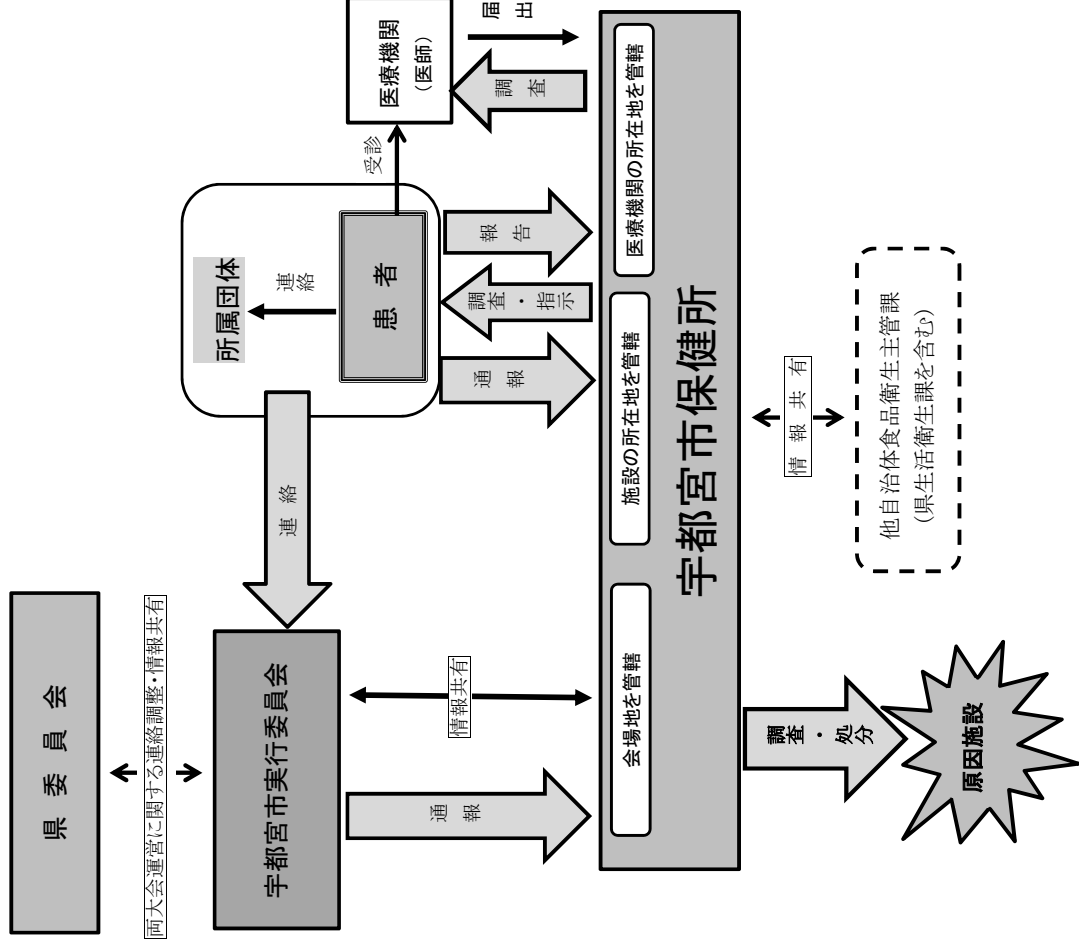 県 委 員 会
両大会運営に関する連絡調整・情報共有
宇都宮市実行委員会
連 絡
所属団体
連絡
患 者
受診
医療機関
（医師）
通報
情報共有
通報
調査・指示
報告
調査
届出
会場地を管轄
施設の所在地を管轄
医療機関の所在地を管轄
宇都宮市保健所
調査・処分
原因施設
情 報 共 有
他自治体食品衛生主管課
（県生活衛生課を含む）